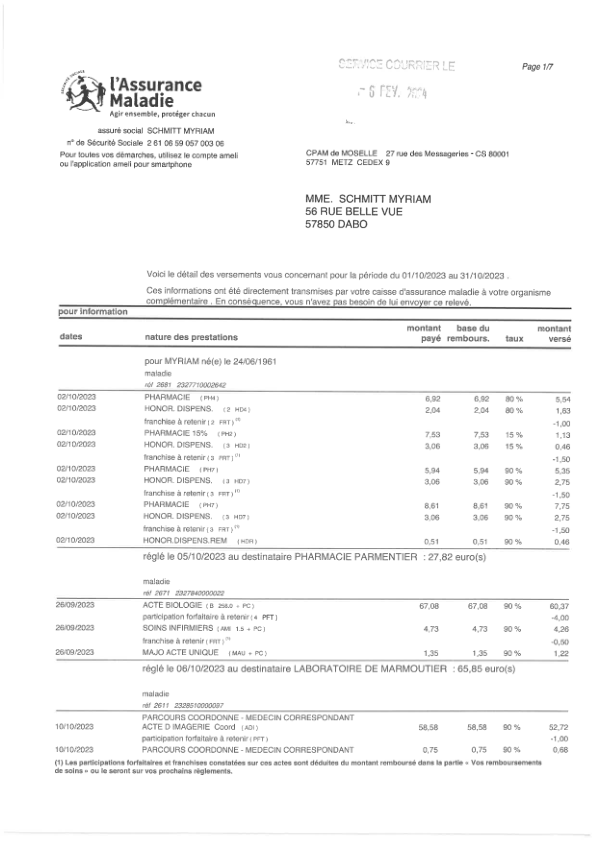 SERVICE COURRIER LE
Page 1/7
- 6 FEV. 2024
l'Assurance
Maladie
Agir ensemble, protéger chacun
assuré social SCHMITT MYRIAM
n° de Sécurité Sociale 2 61 06 59 057 003 06
Pour toutes vos démarches, utilisez le compte ameli
ou l'application ameli pour smartphone
CPAM de MOSELLE 27 rue des Messageries - CS 80001
57751 METZ CEDEX 9
MME. SCHMITT MYRIAM
56 RUE BELLE VUE
57850 DABO
Voici le détail des versements vous concernant pour la période du 01/10/2023 au 31/10/2023 .
Ces informations ont été directement transmises par votre caisse d'assurance maladie à votre organisme
complémentaire . En conséquence, vous n'avez pas besoin de lui envoyer ce relevé.
pour information
dates nature des prestations montant payé base du rembours. taux montant versé
pour MYRIAM né(e) le 24/06/1961
maladie
réf 2681 2327710002642
02/10/2023 PHARMACIE (PH4) 6,92 6,92 80 % 5,54
02/10/2023 HONOR. DISPENS. (2 HD4) 2,04 2,04 80 % 1,63
franchise à retenir (2 FRT) (1) -1,00
02/10/2023 PHARMACIE 15% (PH2) 7,53 7,53 15 % 1,13
02/10/2023 HONOR. DISPENS. (3 HD2) 3,06 3,06 15 % 0,46
franchise à retenir (3 FRT) (1) -1,50
02/10/2023 PHARMACIE (PH7) 5,94 5,94 90 % 5,35
02/10/2023 HONOR. DISPENS. (3 HD7) 3,06 3,06 90 % 2,75
franchise à retenir (3 FRT) (1) -1,50
02/10/2023 PHARMACIE (PH7) 8,61 8,61 90 % 7,75
02/10/2023 HONOR. DISPENS. (3 HD7) 3,06 3,06 90 % 2,75
franchise à retenir (3 FRT) (1) -1,50
02/10/2023 HONOR.DISPENS.REM (HDR) 0,51 0,51 90 % 0,46
réglé le 05/10/2023 au destinataire PHARMACIE PARMENTIER : 27,82 euro(s)
maladie
réf 2671 2327840000022
26/09/2023 ACTE BIOLOGIE (B 258.0 + PC) 67,08 67,08 90 % 60,37
participation forfaitaire à retenir (4 PFT) -4,00
26/09/2023 SOINS INFIRMIERS (AMI 1.5 + PC) 4,73 4,73 90 % 4,26
franchise à retenir (FRT) (1) -0,50
26/09/2023 MAJO ACTE UNIQUE (MAU + PC) 1,35 1,35 90 % 1,22
réglé le 06/10/2023 au destinataire LABORATOIRE DE MARMOUTIER : 65,85 euro(s)
maladie
réf 2611 2328510000097
PARCOURS COORDONNE - MEDECIN CORRESPONDANT
10/10/2023 ACTE D IMAGERIE Coord (ADI) 58,58 58,58 90 % 52,72
participation forfaitaire à retenir (PFT) -1,00
10/10/2023 PARCOURS COORDONNE - MEDECIN CORRESPONDANT 0,75 0,75 90 % 0,68
(1) Les participations forfaitaires et franchises constatées sur ces actes sont déduites du montant remboursé dans la partie « Vos remboursements
de soins » ou le seront sur vos prochains règlements.